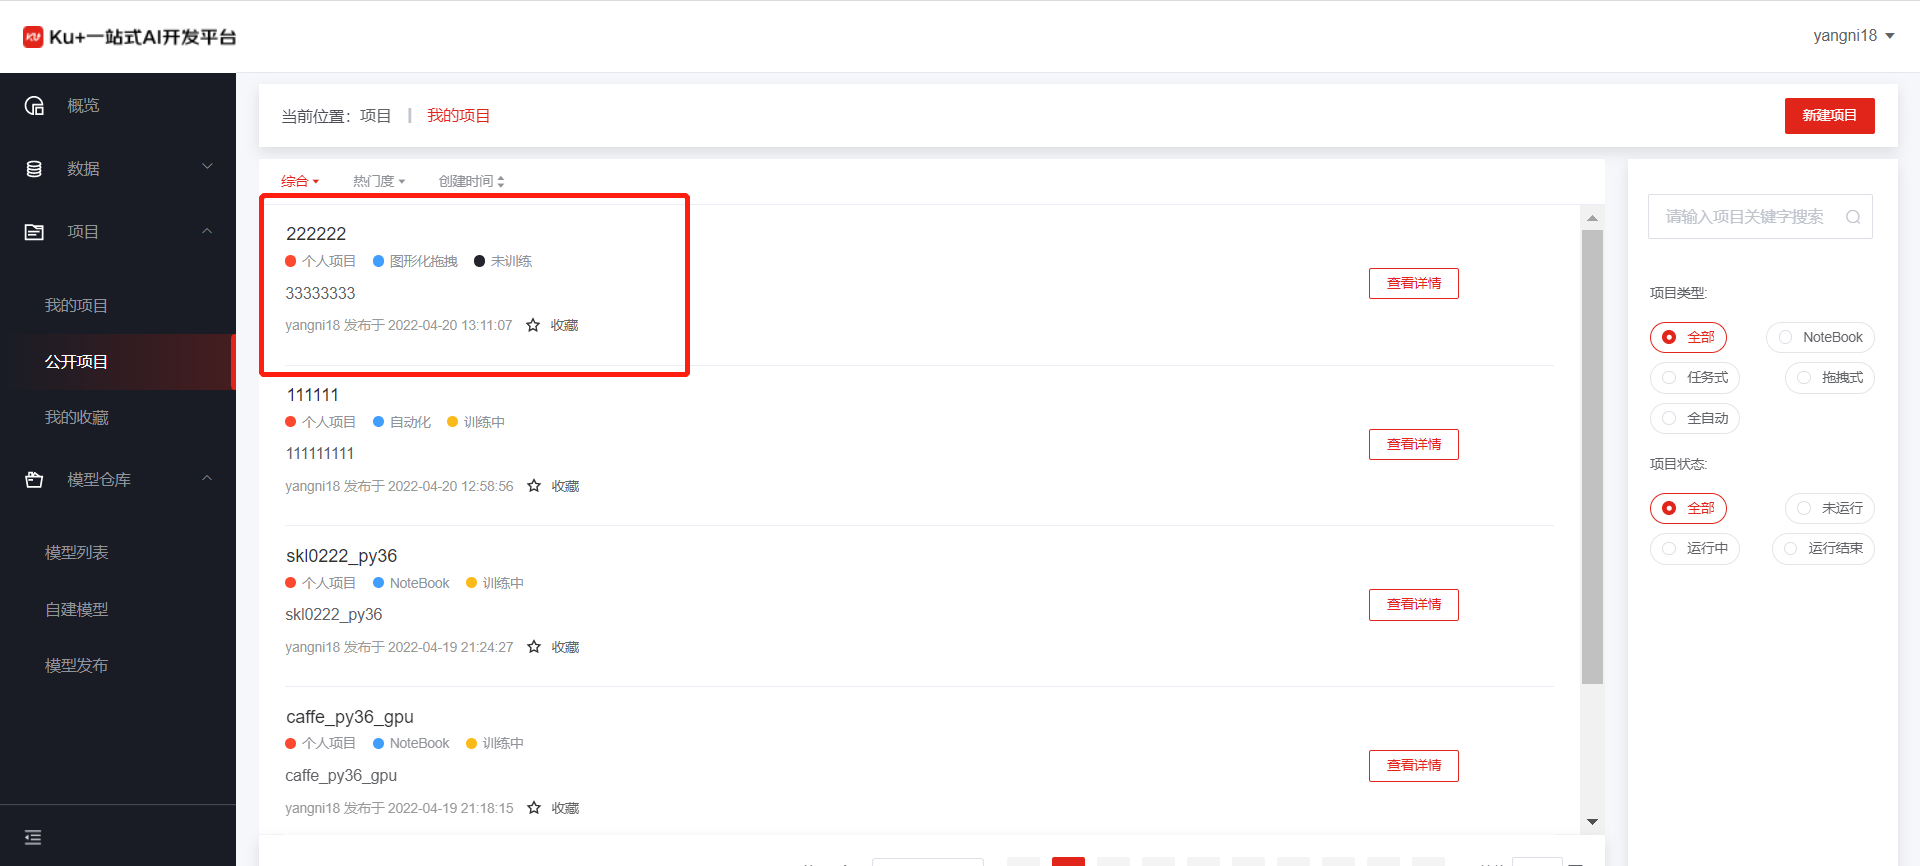 Ku+一站式AI开发平台
yangni18
概览
数据
项目
我的项目
公开项目
我的收藏
模型仓库
模型列表
自建模型
模型发布
当前位置：项目 | 我的项目
新建项目
综合 热门度 创建时间
222222
个人项目 图形化拖拽 未训练
33333333
yangni18 发布于 2022-04-20 13:11:07 收藏
查看详情
111111
个人项目 自动化 训练中
111111111
yangni18 发布于 2022-04-20 12:58:56 收藏
查看详情
skl0222_py36
个人项目 NoteBook 训练中
skl0222_py36
yangni18 发布于 2022-04-19 21:24:27 收藏
查看详情
caffe_py36_gpu
个人项目 NoteBook 训练中
caffe_py36_gpu
yangni18 发布于 2022-04-19 21:18:15 收藏
查看详情
请输入项目关键字搜索
项目类型:
全部 NoteBook
任务式 拖拽式
全自动
项目状态:
全部 未运行
运行中 运行结束